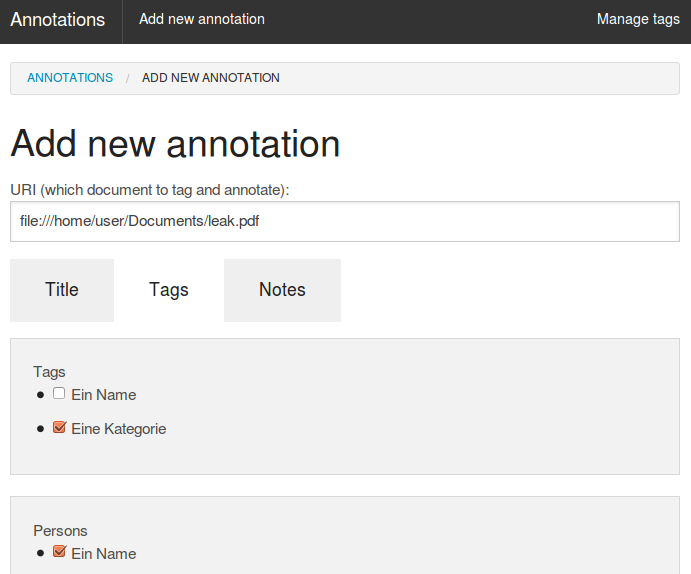 Annotations Add new annotation Manage tags
ANNOTATIONS / ADD NEW ANNOTATION
Add new annotation
URI (which document to tag and annotate):
file:///home/user/Documents/leak.pdf
Title Tags Notes
Tags
Ein Name
Eine Kategorie
Persons
Ein Name